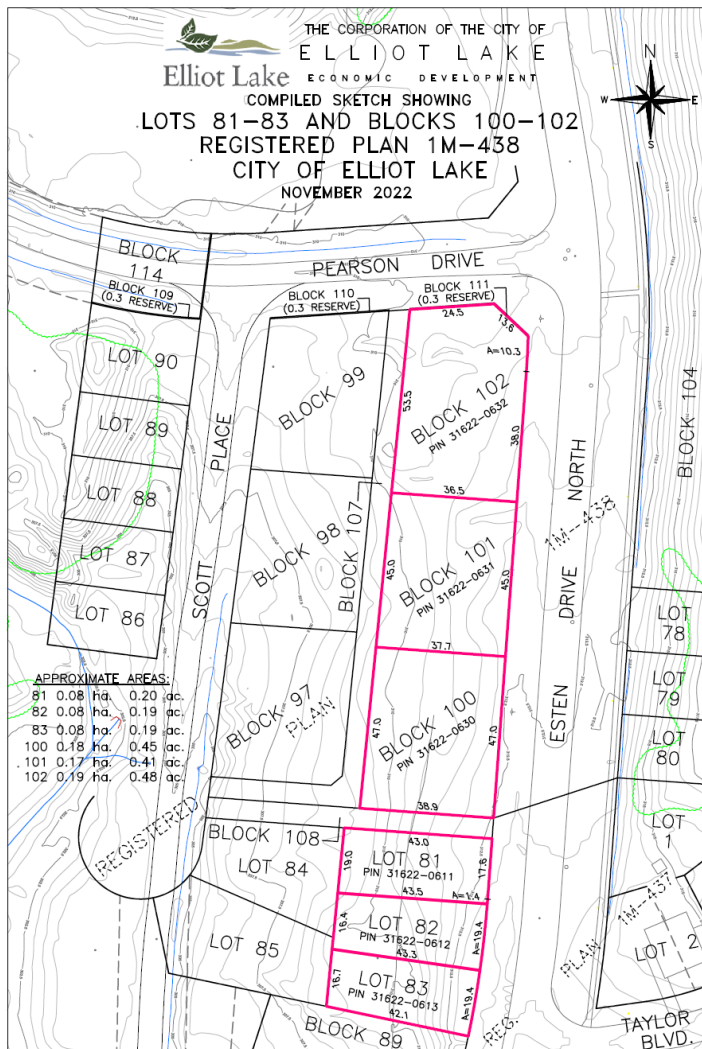 THE CORPORATION OF THE CITY OF
ELLIOT LAKE
ECONOMIC DEVELOPMENT
Elliot Lake
COMPILED SKETCH SHOWING
LOTS 81-83 AND BLOCKS 100-102
REGISTERED PLAN 1M-438
CITY OF ELLIOT LAKE
NOVEMBER 2022
N
W
E
S
BLOCK
114
BLOCK 109
(0.3 RESERVE)
PEARSON DRIVE
BLOCK 110
(0.3 RESERVE)
BLOCK 111
(0.3 RESERVE)
24.5
13.6
A=10.3
LOT 90
LOT 89
LOT 88
LOT 87
LOT 86
SCOTT PLACE
BLOCK 99
BLOCK 98
BLOCK 107
BLOCK 97
PLAN
BLOCK 102
PIN 31622-0632
53.5
38.0
36.5
BLOCK 101
PIN 31622-0631
45.0
45.0
37.7
BLOCK 100
PIN 31622-0630
47.0
47.0
38.9
ESTEN DRIVE NORTH
1M-438
BLOCK 104
LOT
78
LOT
79
LOT
80
LOT
1
APPROXIMATE AREAS:
81 0.08 ha. 0.20 ac.
82 0.08 ha. 0.19 ac.
83 0.08 ha. 0.19 ac.
100 0.18 ha. 0.45 ac.
101 0.17 ha. 0.41 ac.
102 0.19 ha. 0.48 ac.
REGISTERED
BLOCK 108
LOT 84
LOT 85
43.0
19.0
LOT 81
17.6
PIN 31622-0611
43.5
A=1.4
16.4
LOT 82
A=19.4
PIN 31622-0612
43.3
16.7
LOT 83
A=19.4
PIN 31622-0613
42.1
BLOCK 89
REG.
PLAN 1M-437
LOT 2
TAYLOR
BLVD.